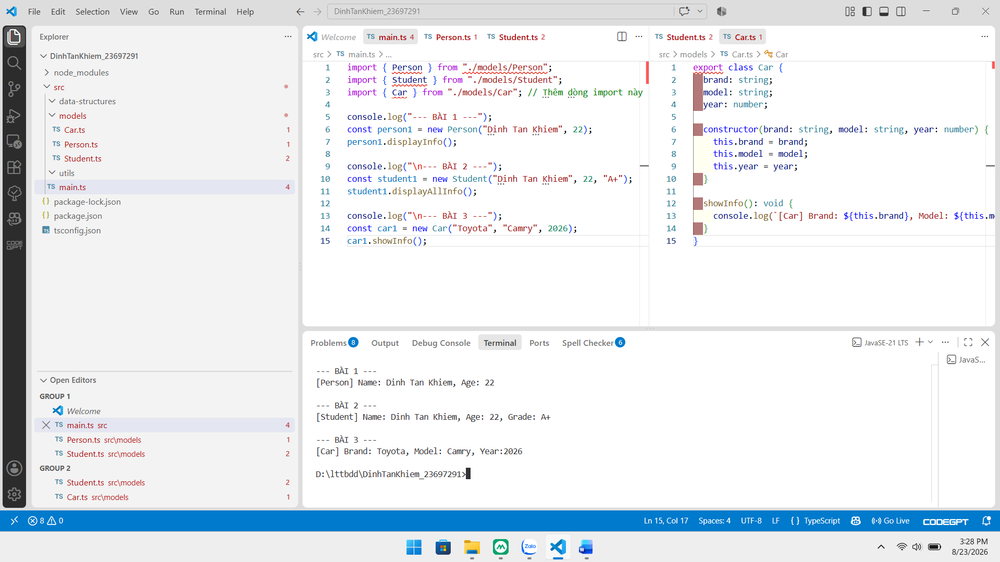 File Edit Selection View Go Run Terminal Help
DinhTanKhiem_23697291
Explorer
DinhTanKhiem_23697291
node_modules
src
data-structures
models
TS Car.ts 1
TS Person.ts 1
TS Student.ts 2
utils
TS main.ts 4
{} package-lock.json
{} package.json
TS tsconfig.json
Open Editors
GROUP 1
Welcome
TS main.ts src 4
TS Person.ts src\models 1
TS Student.ts src\models 2
GROUP 2
TS Student.ts src\models 2
TS Car.ts src\models 1
CODE
GPT
Welcome TS main.ts 4 TS Person.ts 1 TS Student.ts 2
src > TS main.ts > ...
1 import { Person } from "./models/Person";
2 import { Student } from "./models/Student";
3 import { Car } from "./models/Car"; // Thêm dòng import này
4
5 console.log("--- BÀI 1 ---");
6 const person1 = new Person("Dinh Tan Khiem", 22);
7 person1.displayInfo();
8
9 console.log("\n--- BÀI 2 ---");
10 const student1 = new Student("Dinh Tan Khiem", 22, "A+");
11 student1.displayAllInfo();
12
13 console.log("\n--- BÀI 3 ---");
14 const car1 = new Car("Toyota", "Camry", 2026);
15 car1.showInfo();
TS Student.ts 2 TS Car.ts 1
src > models > TS Car.ts > Car
1 export class Car {
2 brand: string;
3 model: string;
4 year: number;
5
6 constructor(brand: string, model: string, year: number) {
7 this.brand = brand;
8 this.model = model;
9 this.year = year;
10 }
11
12 showInfo(): void {
13 console.log(`[Car] Brand: ${this.brand}, Model: ${this.mo
14 }
15 }
Problems 8 Output Debug Console Terminal Ports Spell Checker 6
JavaSE-21 LTS
JavaS...
--- BÀI 1 ---
[Person] Name: Dinh Tan Khiem, Age: 22
--- BÀI 2 ---
[Student] Name: Dinh Tan Khiem, Age: 22, Grade: A+
--- BÀI 3 ---
[Car] Brand: Toyota, Model: Camry, Year:2026
D:\lttbdd\DinhTanKhiem_23697291>
8 0
Ln 15, Col 17 Spaces: 4 UTF-8 LF { } TypeScript Go Live CODEGPT
Zalo
W
3:28 PM
8/23/2026